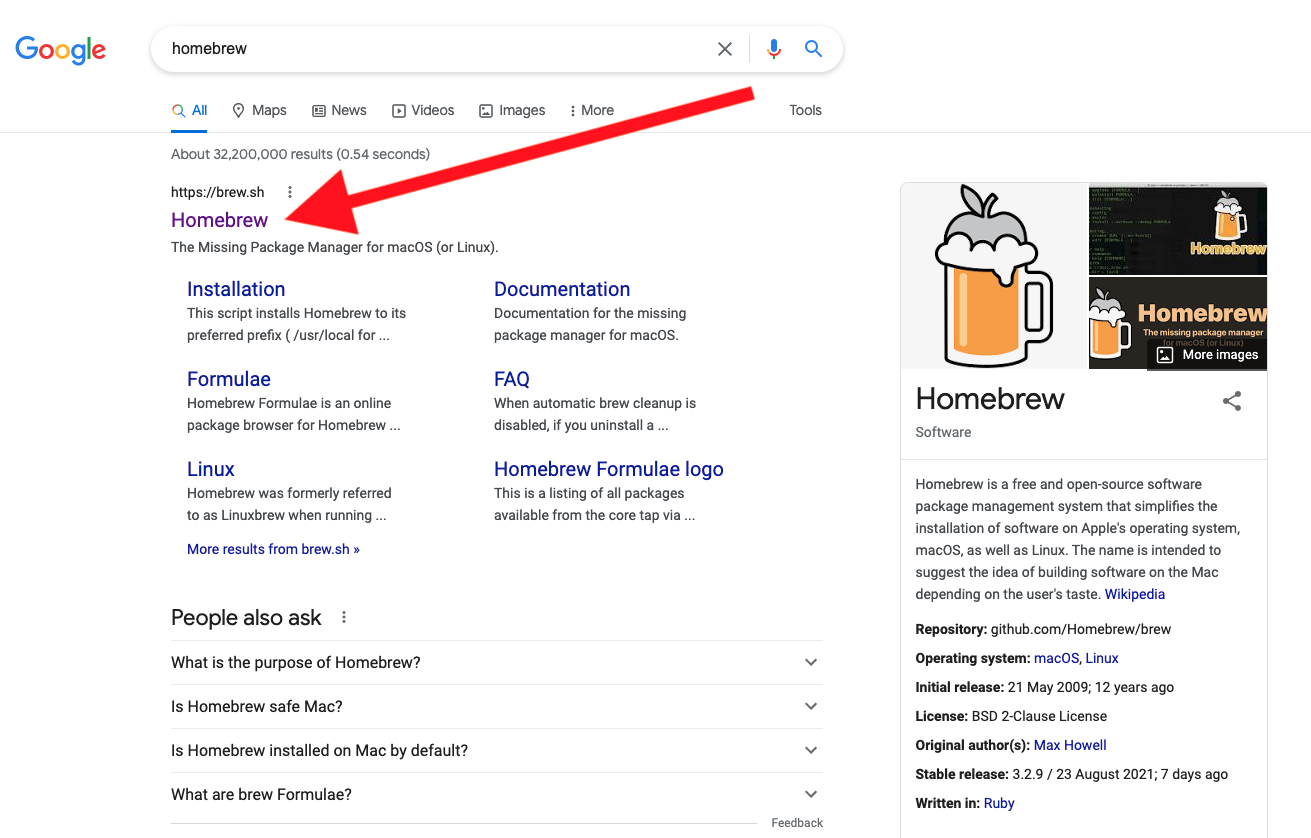 Google
homebrew
All Maps News Videos Images More Tools
About 32,200,000 results (0.54 seconds)
https://brew.sh
Homebrew
The Missing Package Manager for macOS (or Linux).
Installation
This script installs Homebrew to its
preferred prefix ( /usr/local for ...
Documentation
Documentation for the missing
package manager for macOS.
Formulae
Homebrew Formulae is an online
package browser for Homebrew ...
FAQ
When automatic brew cleanup is
disabled, if you uninstall a ...
Linux
Homebrew was formerly referred
to as Linuxbrew when running ...
Homebrew Formulae logo
This is a listing of all packages
available from the core tap via ...
More results from brew.sh »
People also ask
What is the purpose of Homebrew?
Is Homebrew safe Mac?
Is Homebrew installed on Mac by default?
What are brew Formulae?
Feedback
Homebrew
Homebrew
The missing package manager
for macOS (or Linux)
More images
Homebrew
Software
Homebrew is a free and open-source software
package management system that simplifies the
installation of software on Apple's operating system,
macOS, as well as Linux. The name is intended to
suggest the idea of building software on the Mac
depending on the user's taste. Wikipedia
Repository: github.com/Homebrew/brew
Operating system: macOS, Linux
Initial release: 21 May 2009; 12 years ago
License: BSD 2-Clause License
Original author(s): Max Howell
Stable release: 3.2.9 / 23 August 2021; 7 days ago
Written in: Ruby